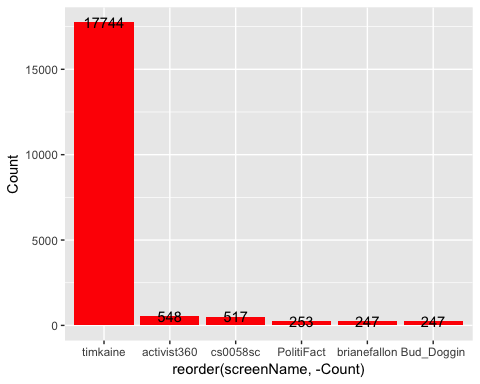 17744
15000
10000
5000
0
Count
548
517
253
247
247
timkaine
activist360
cs0058sc
PolitiFact
brianefallon
Bud_Doggin
reorder(screenName, -Count)